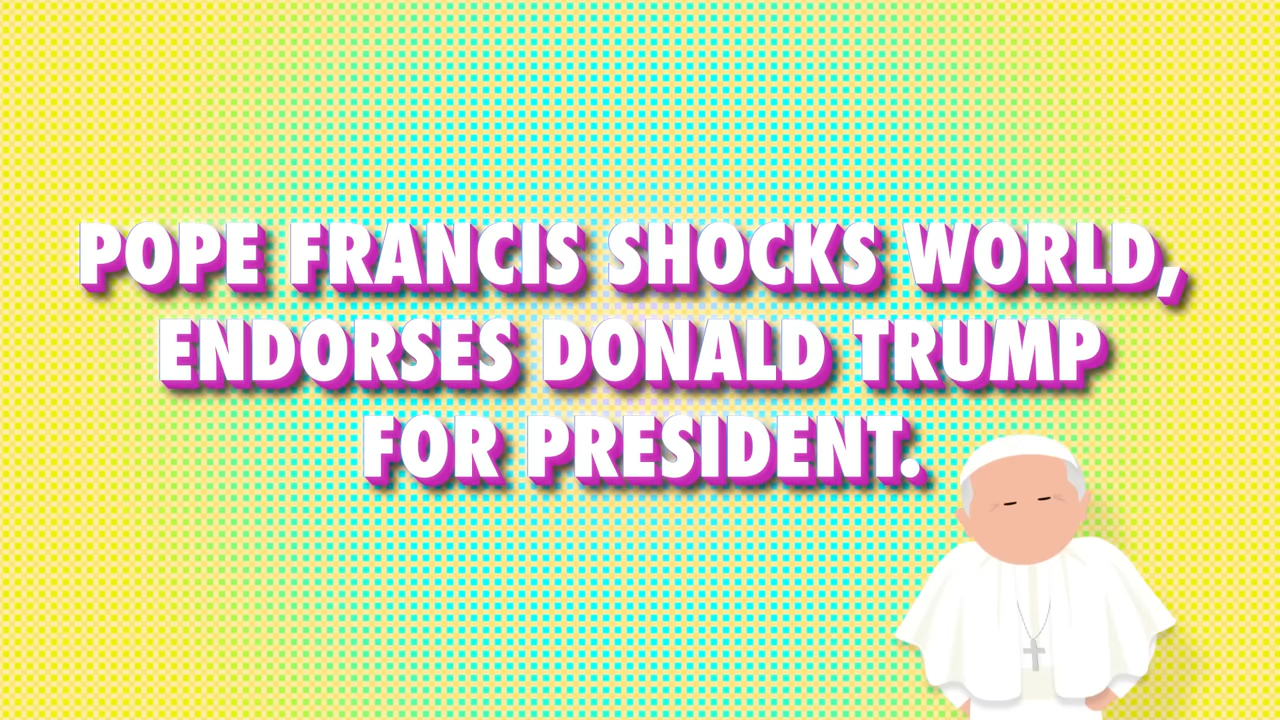 POPE FRANCIS SHOCKS WORLD,
ENDORSES DONALD TRUMP
FOR PRESIDENT.